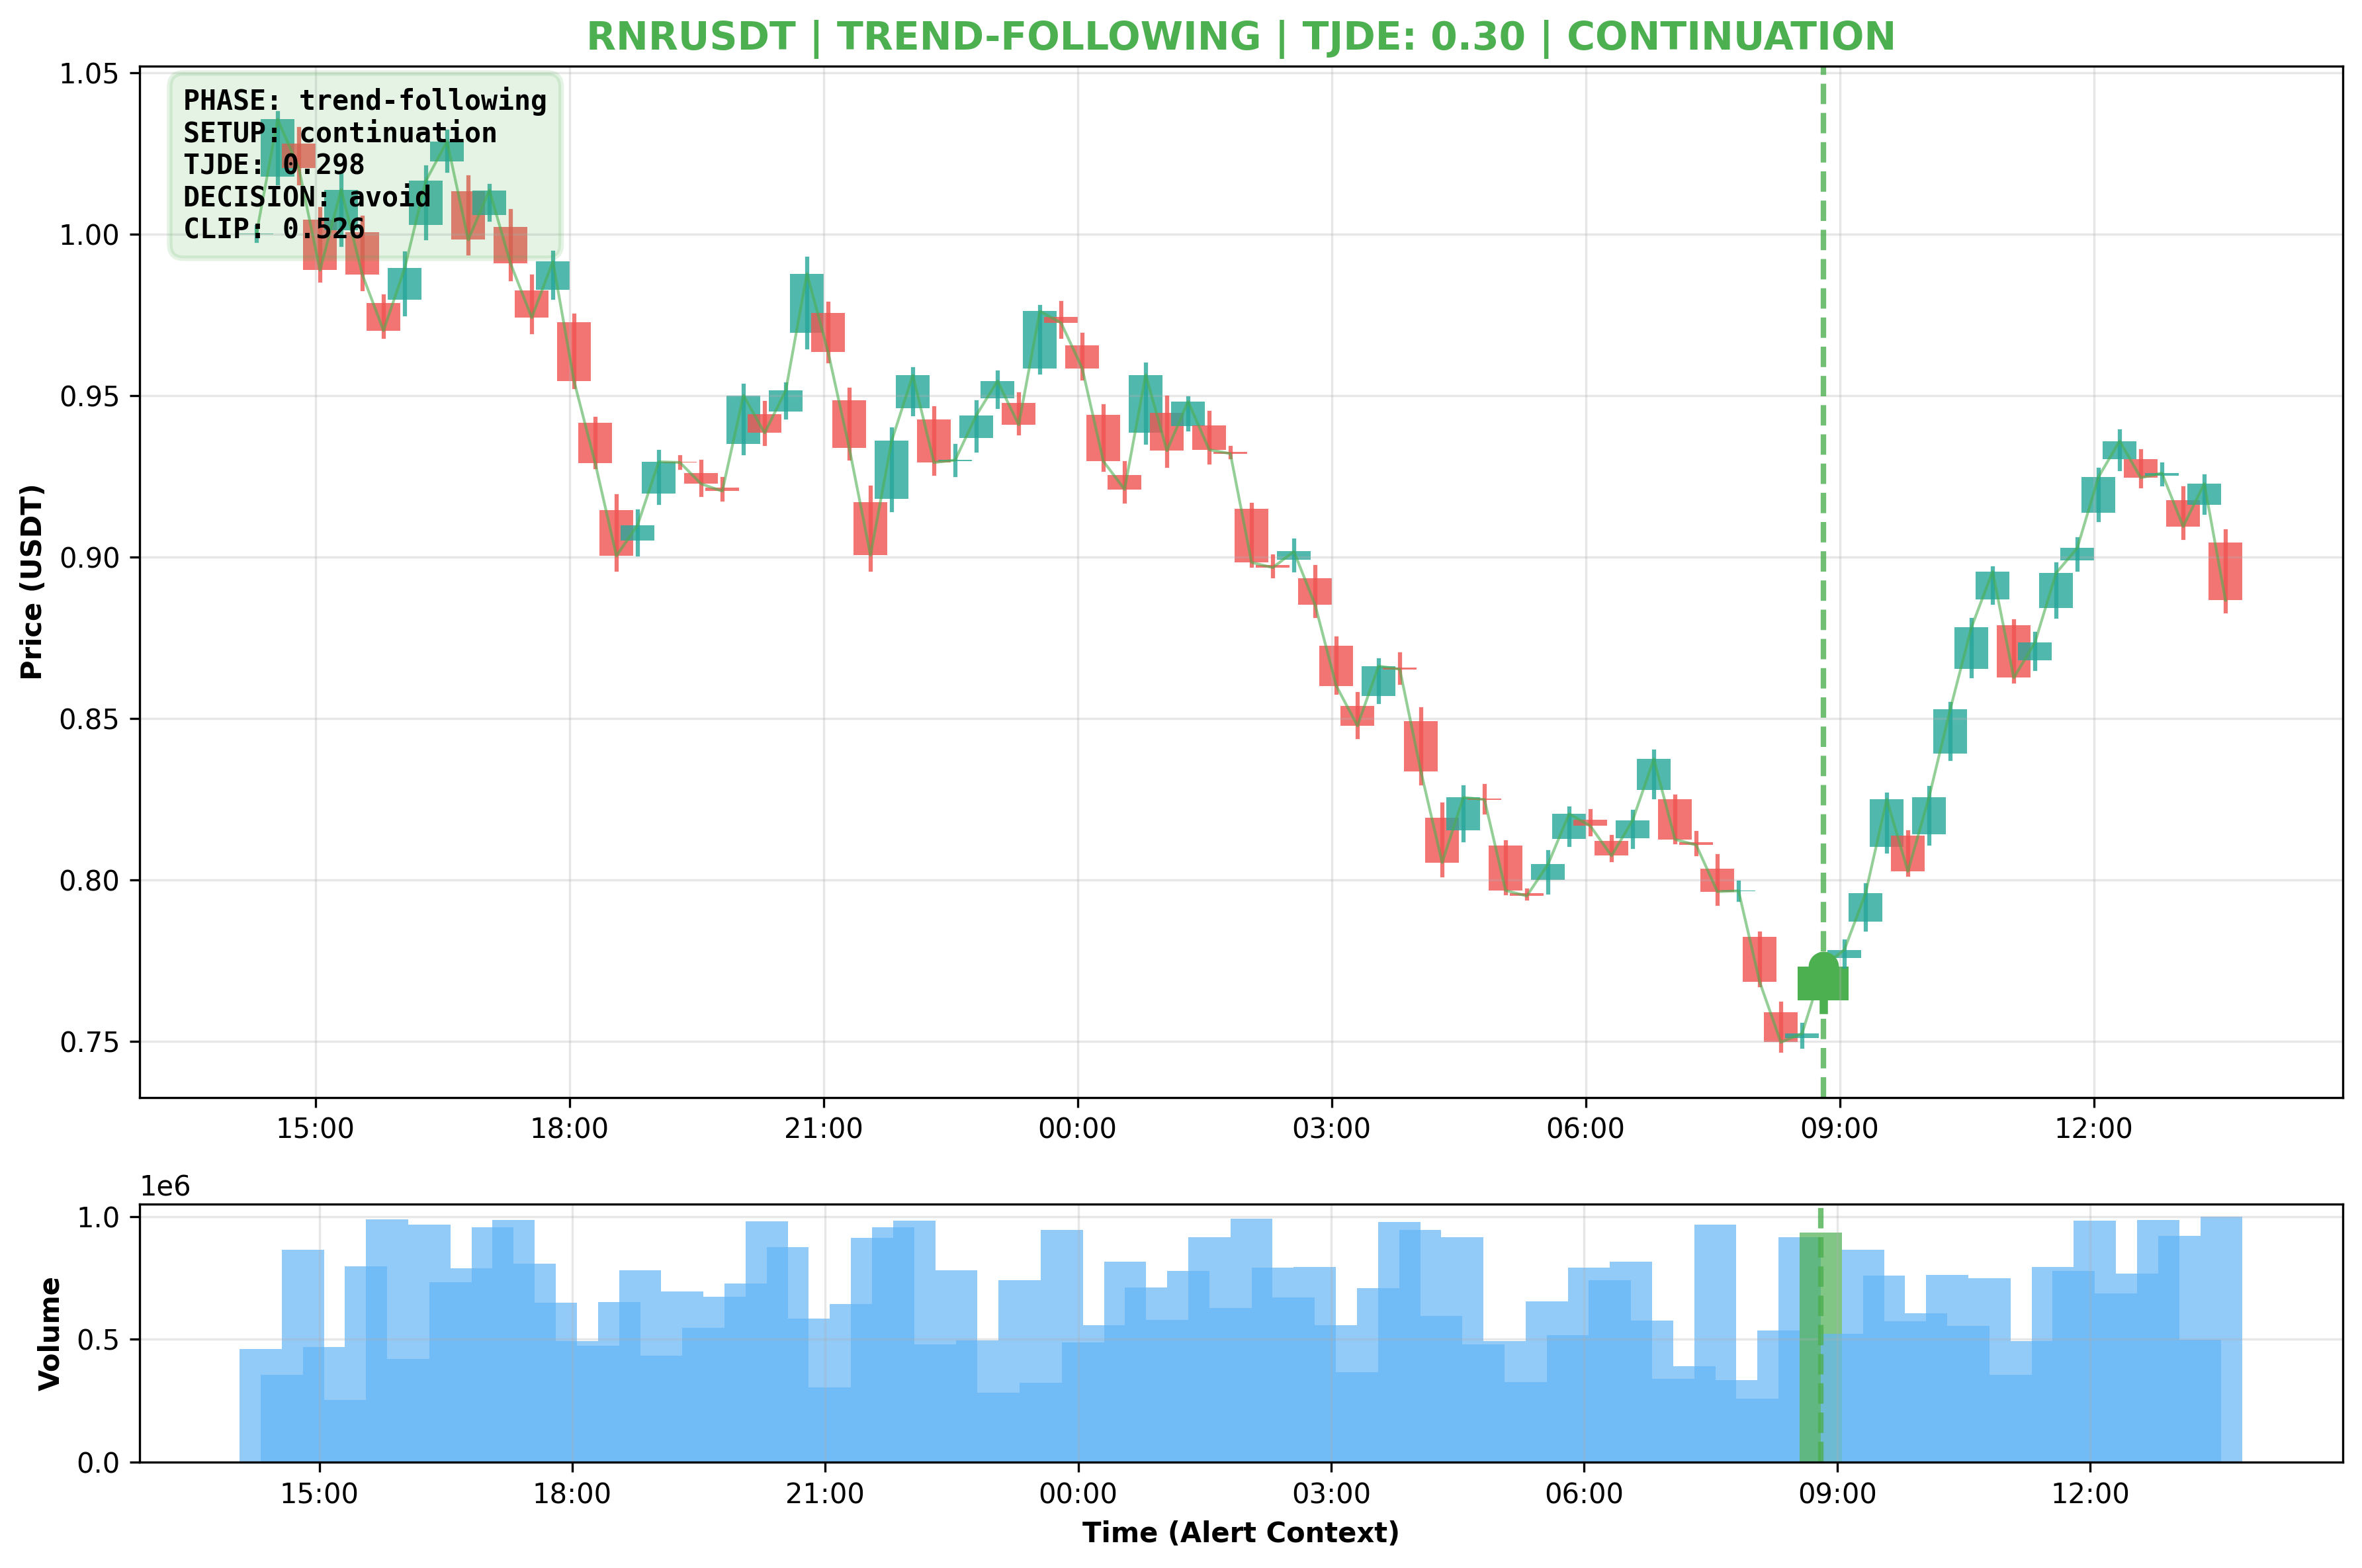 RNRUSDT | TREND-FOLLOWING | TJDE: 0.30 | CONTINUATION
PHASE: trend-following
SETUP: continuation
TJDE: 0.298
DECISION: avoid
CLIP: 0.526
Price (USDT)
1.05
1.00
0.95
0.90
0.85
0.80
0.75
15:00 18:00 21:00 00:00 03:00 06:00 09:00 12:00
1e6
Volume
1.0
0.5
0.0
15:00 18:00 21:00 00:00 03:00 06:00 09:00 12:00
Time (Alert Context)